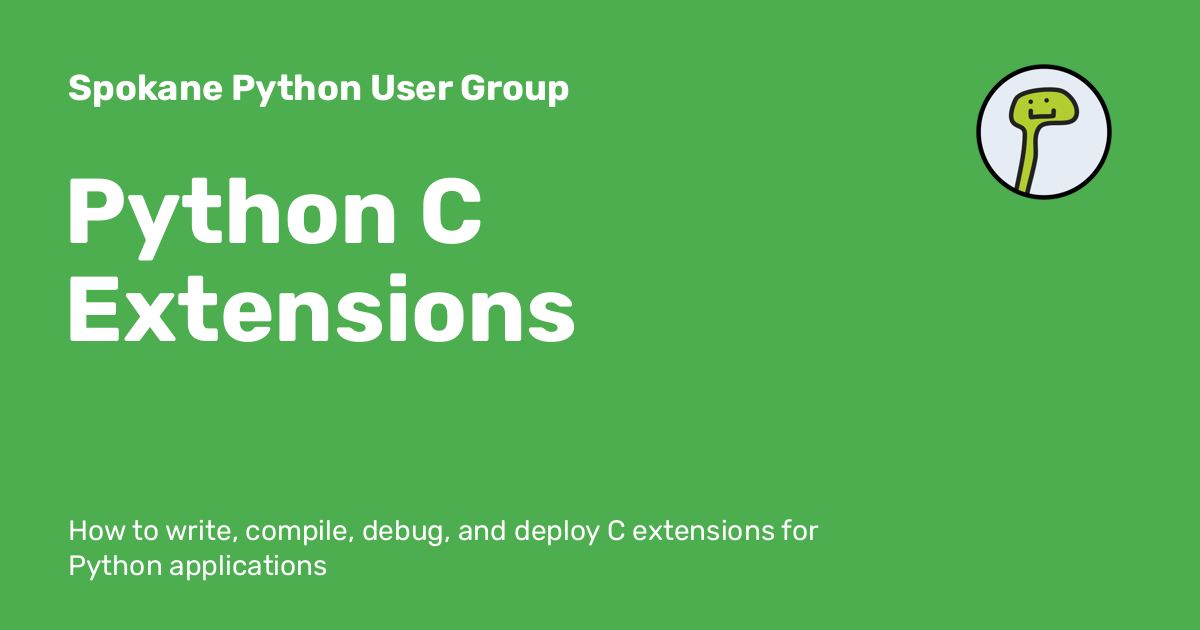 Spokane Python User Group
Python C
Extensions
How to write, compile, debug, and deploy C extensions for
Python applications